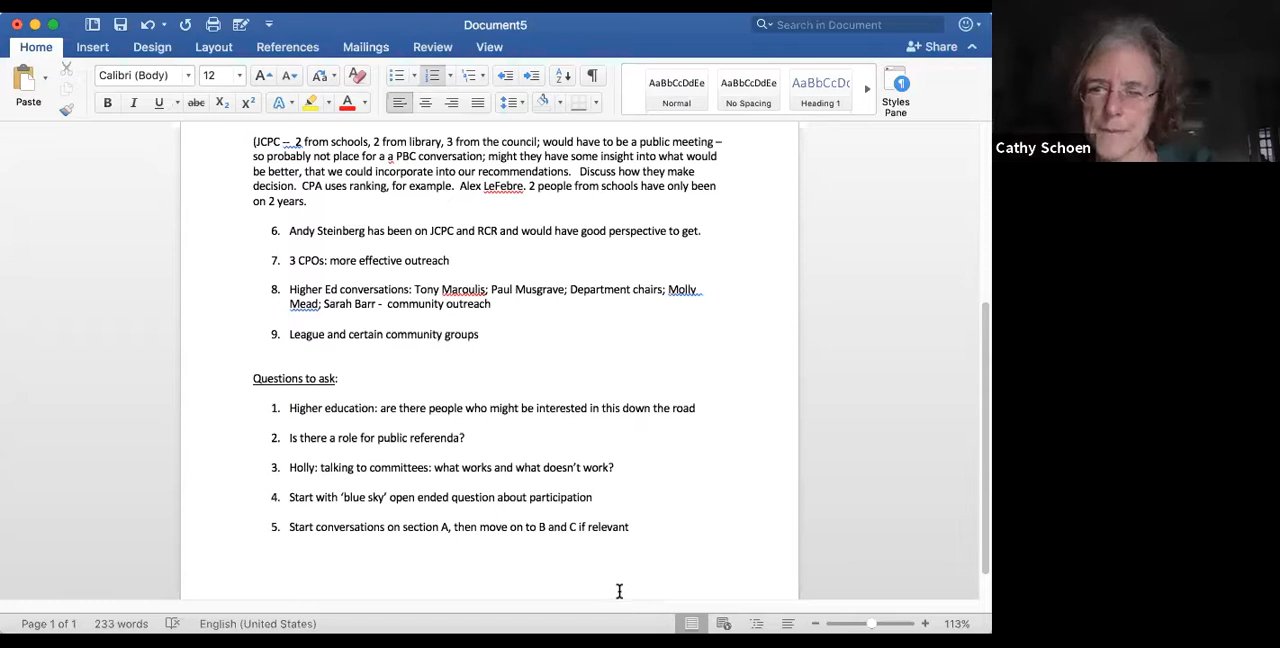 Document5
Search in Document
Home Insert Design Layout References Mailings Review View
Share
Paste
Calibri (Body) 12
AaBbCcDdEe AaBbCcDdEe AaBbCcDc
Normal No Spacing Heading 1
Styles Pane
(JCPC – 2 from schools, 2 from library, 3 from the council; would have to be a public meeting –
so probably not place for a a PBC conversation; might they have some insight into what would
be better, that we could incorporate into our recommendations. Discuss how they make
decision. CPA uses ranking, for example. Alex LeFebre. 2 people from schools have only been
on 2 years.
6. Andy Steinberg has been on JCPC and RCR and would have good perspective to get.
7. 3 CPOs: more effective outreach
8. Higher Ed conversations: Tony Maroulis; Paul Musgrave; Department chairs; Molly
Mead; Sarah Barr - community outreach
9. League and certain community groups
Questions to ask:
1. Higher education: are there people who might be interested in this down the road
2. Is there a role for public referenda?
3. Holly: talking to committees: what works and what doesn’t work?
4. Start with ‘blue sky’ open ended question about participation
5. Start conversations on section A, then move on to B and C if relevant
Page 1 of 1 233 words English (United States) 113%
Cathy Schoen